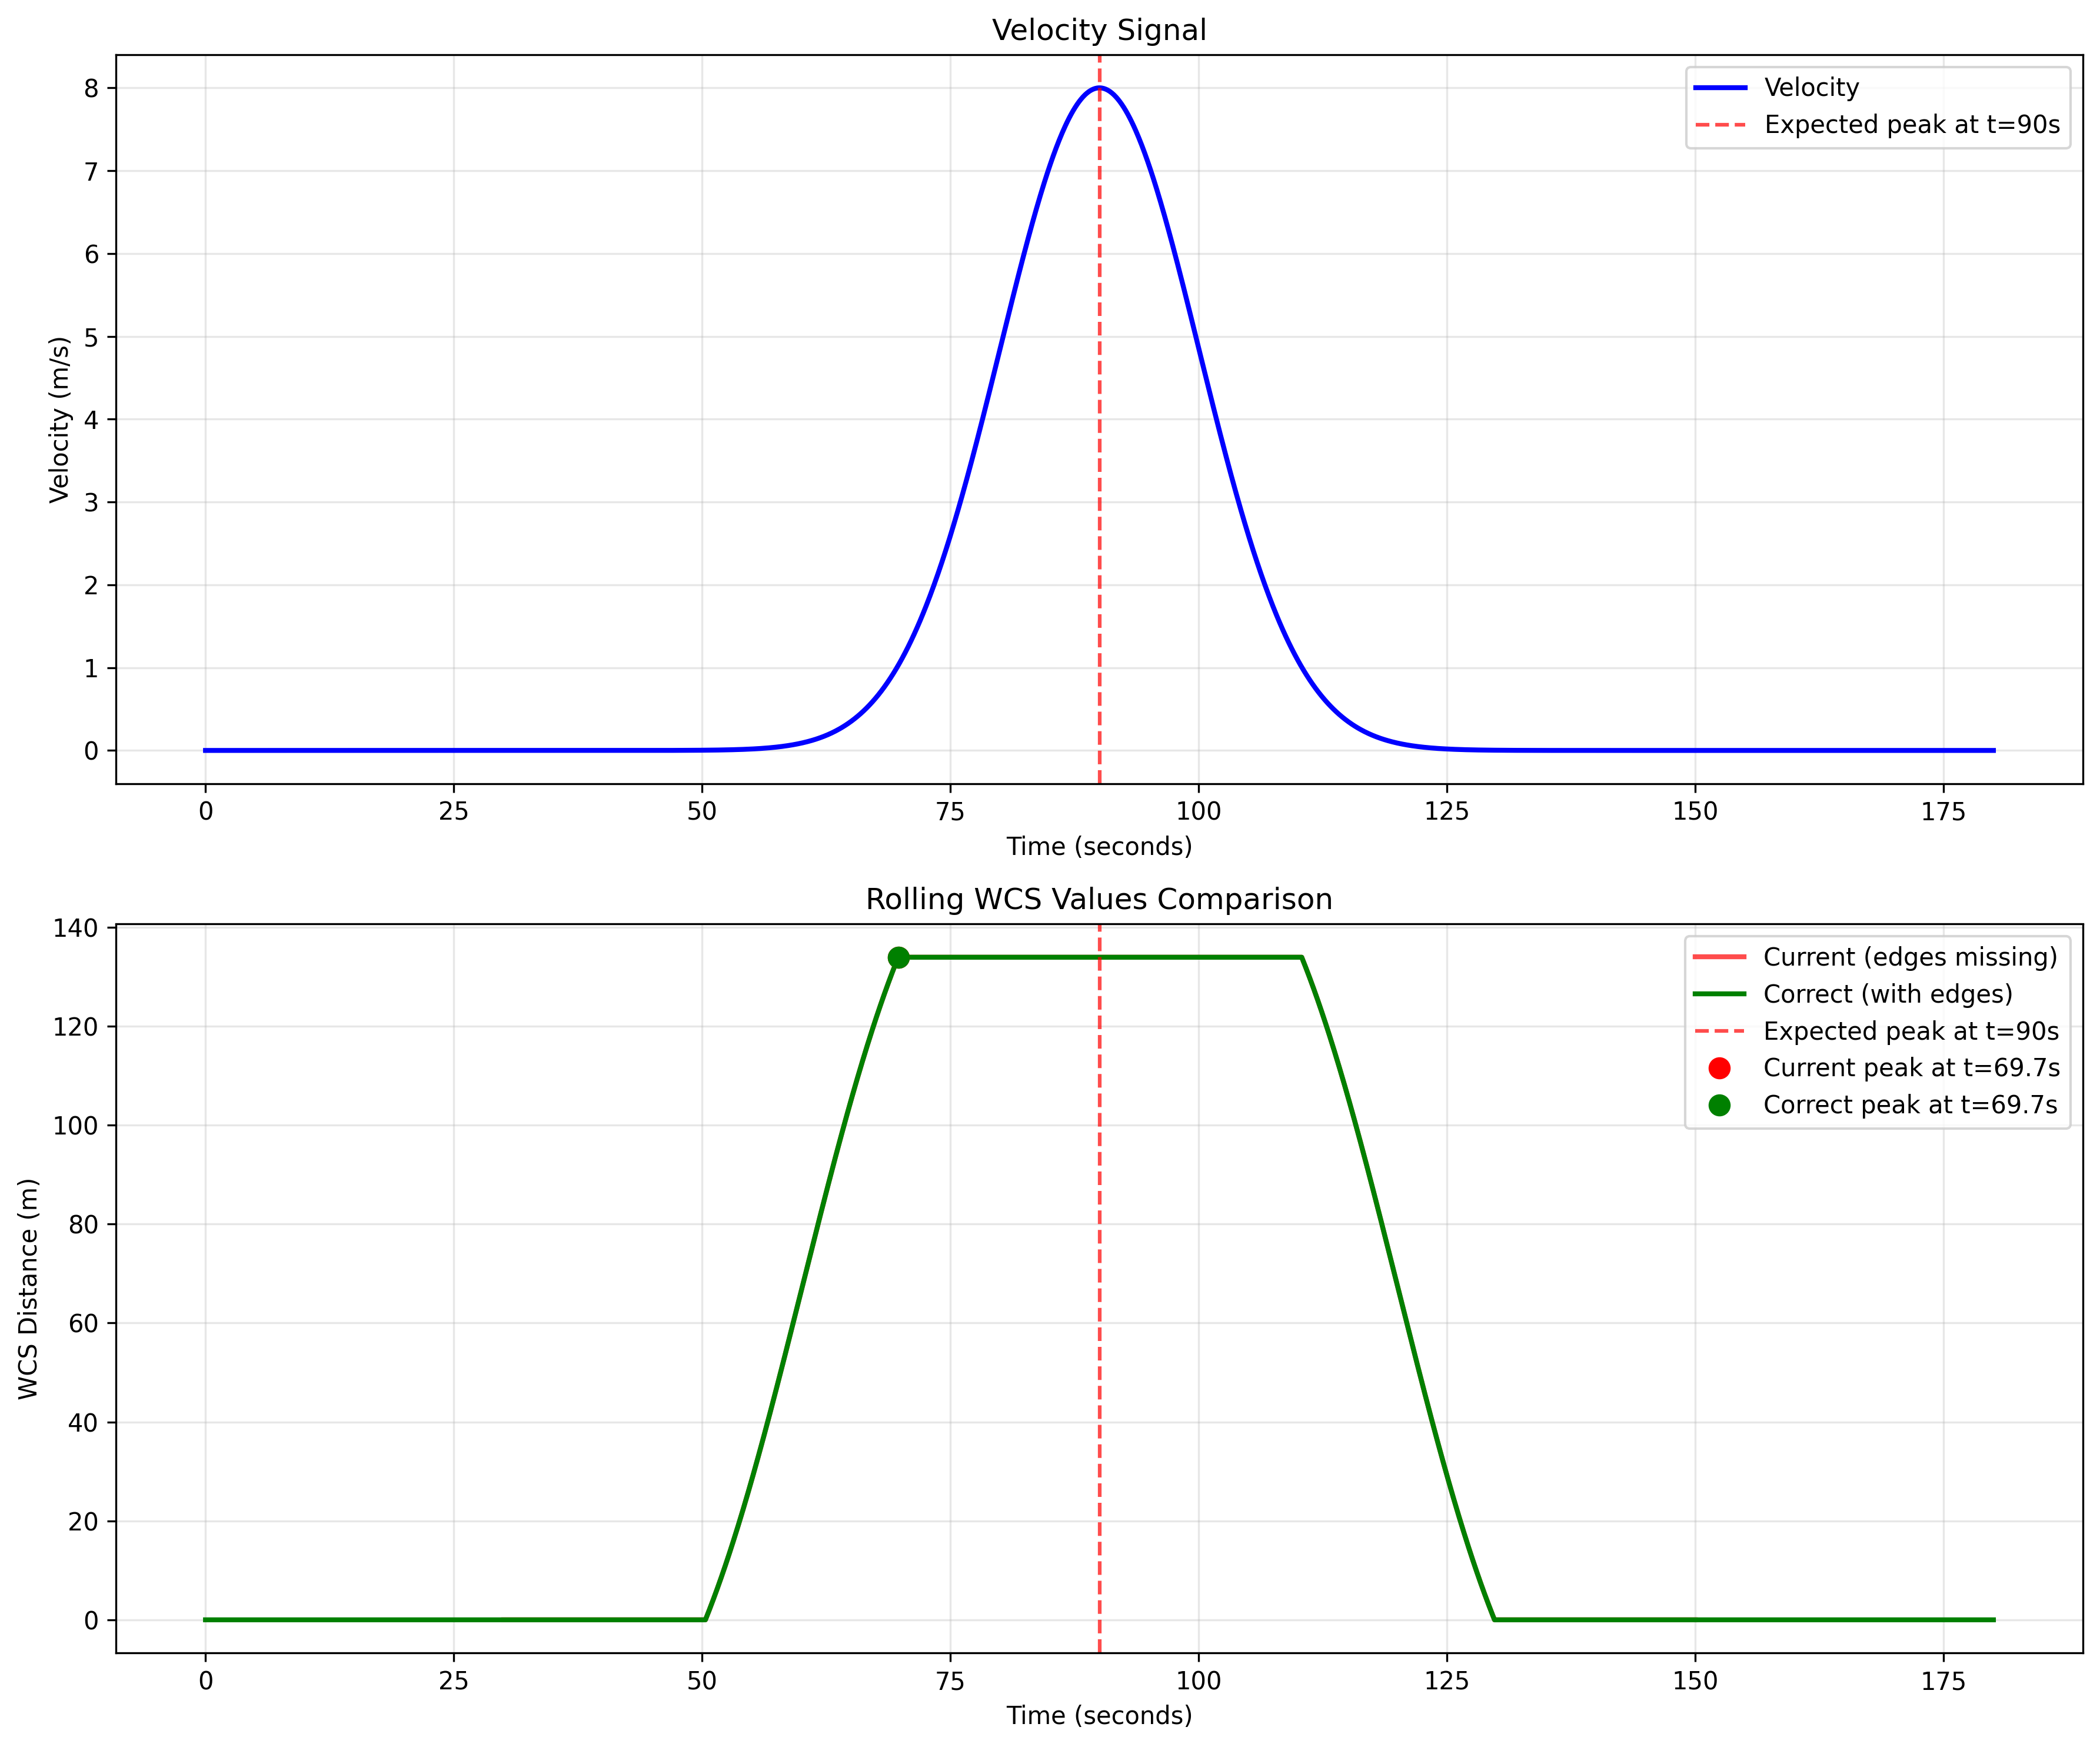 Velocity Signal
Velocity
Expected peak at t=90s
8
7
6
5
4
3
2
1
0
Velocity (m/s)
0 25 50 75 100 125 150 175
Time (seconds)
Rolling WCS Values Comparison
Current (edges missing)
Correct (with edges)
Expected peak at t=90s
Current peak at t=69.7s
Correct peak at t=69.7s
140
120
100
80
60
40
20
0
WCS Distance (m)
0 25 50 75 100 125 150 175
Time (seconds)